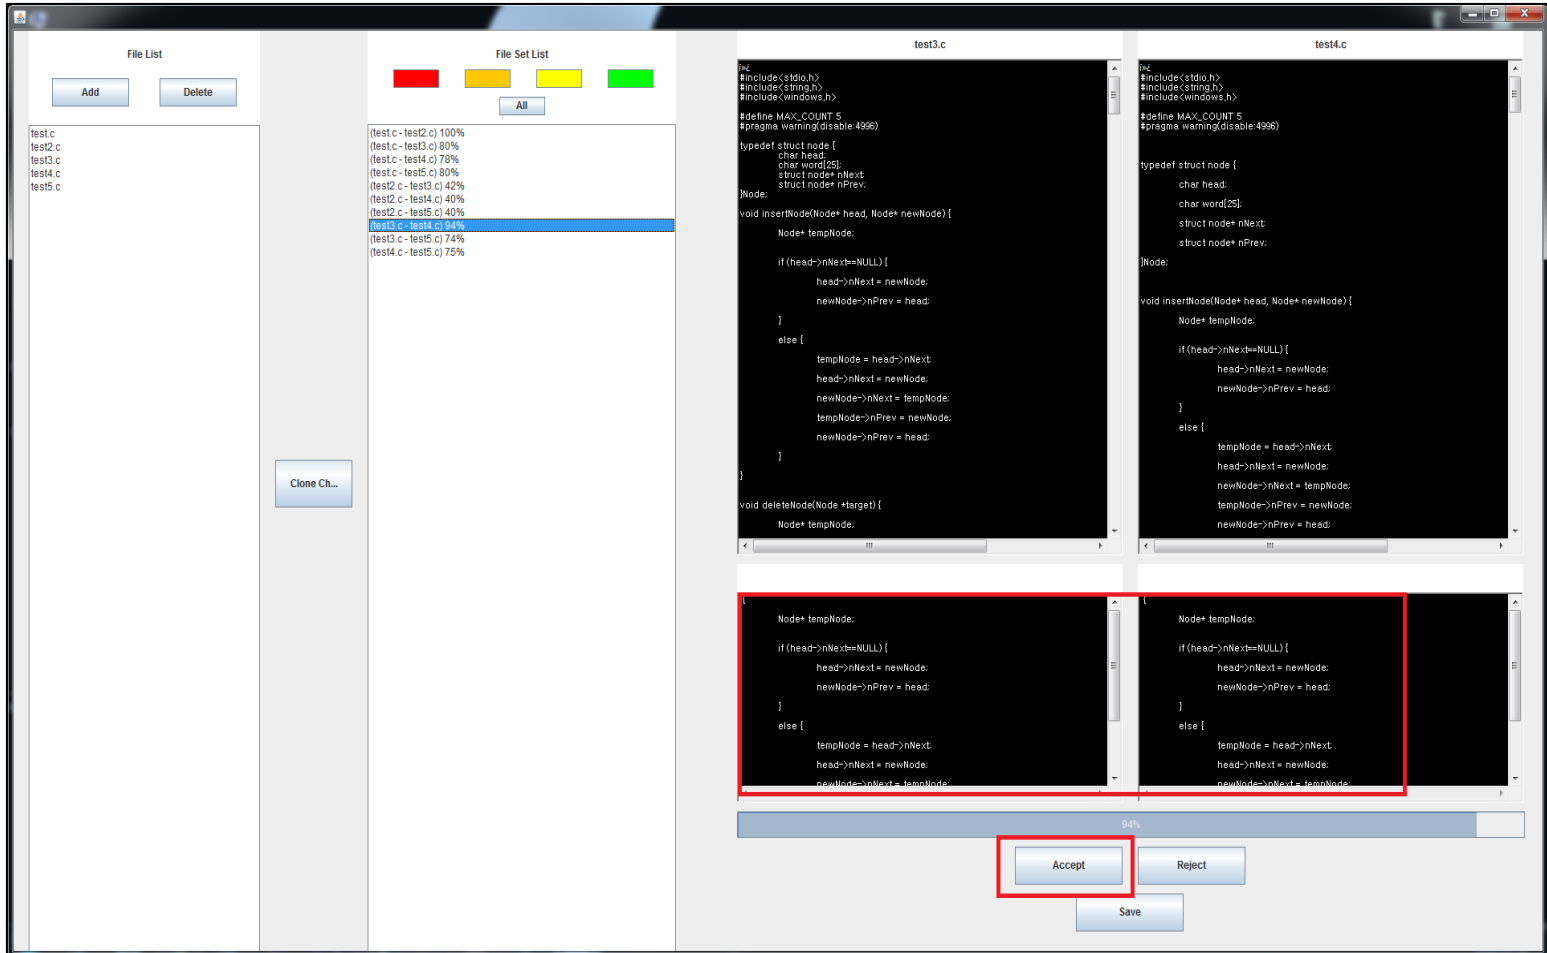 File List
Add
Delete
test.c
test2.c
test3.c
test4.c
test5.c
Clone Ch...
File Set List
All
(test.c - test2.c) 100%
(test.c - test3.c) 80%
(test.c - test4.c) 78%
(test.c - test5.c) 80%
(test2.c - test3.c) 42%
(test2.c - test4.c) 40%
(test2.c - test5.c) 40%
(test3.c - test4.c) 94%
(test3.c - test5.c) 74%
(test4.c - test5.c) 75%
test3.c
ï»¿
#include<stdio.h>
#include<string.h>
#include<windows.h>
#define MAX_COUNT 5
#pragma warning(disable:4996)
typedef struct node {
char head;
char word[25];
struct node* nNext;
struct node* nPrev;
}Node;
void insertNode(Node* head, Node* newNode) {
Node* tempNode;
if (head->nNext==NULL) {
head->nNext = newNode;
newNode->nPrev = head;
}
else {
tempNode = head->nNext;
head->nNext = newNode;
newNode->nNext = tempNode;
tempNode->nPrev = newNode;
newNode->nPrev = head;
}
}
void deleteNode(Node *target) {
Node* tempNode;
test4.c
ï»¿
#include<stdio.h>
#include<string.h>
#include<windows.h>
#define MAX_COUNT 5
#pragma warning(disable:4996)
typedef struct node {
char head;
char word[25];
struct node* nNext;
struct node* nPrev;
}Node;
void insertNode(Node* head, Node* newNode) {
Node* tempNode;
if (head->nNext==NULL) {
head->nNext = newNode;
newNode->nPrev = head;
}
else {
tempNode = head->nNext;
head->nNext = newNode;
newNode->nNext = tempNode;
tempNode->nPrev = newNode;
newNode->nPrev = head;
{
Node* tempNode;
if (head->nNext==NULL) {
head->nNext = newNode;
newNode->nPrev = head;
}
else {
tempNode = head->nNext;
head->nNext = newNode;
newNode->nNext = tempNode;
{
Node* tempNode;
if (head->nNext==NULL) {
head->nNext = newNode;
newNode->nPrev = head;
}
else {
tempNode = head->nNext;
head->nNext = newNode;
newNode->nNext = tempNode;
94%
Accept
Reject
Save